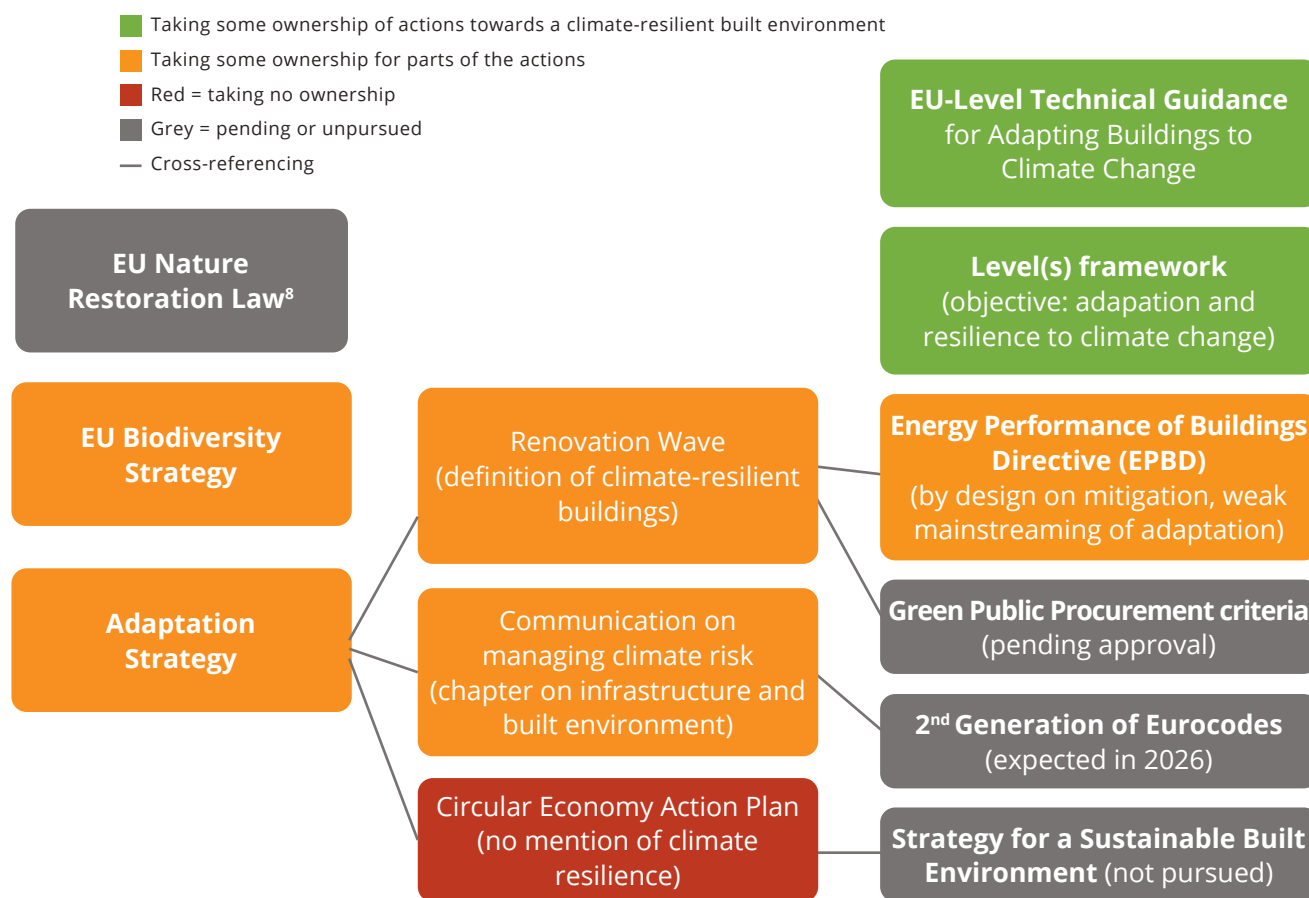 Taking some ownership of actions towards a climate-resilient built environment
Taking some ownership for parts of the actions
Red = taking no ownership
Grey = pending or unpursued
Cross-referencing
EU Nature
Restoration Law⁸
EU Biodiversity
Strategy
Adaptation
Strategy
Renovation Wave
(definition of climate-resilient
buildings)
Communication on
managing climate risk
(chapter on infrastructure and
built environment)
Circular Economy Action Plan
(no mention of climate
resilience)
EU-Level Technical Guidance
for Adapting Buildings to
Climate Change
Level(s) framework
(objective: adapation and
resilience to climate change)
Energy Performance of Buildings
Directive (EPBD)
(by design on mitigation, weak
mainstreaming of adaptation)
Green Public Procurement criteria
(pending approval)
2ⁿᵈ Generation of Eurocodes
(expected in 2026)
Strategy for a Sustainable Built
Environment (not pursued)